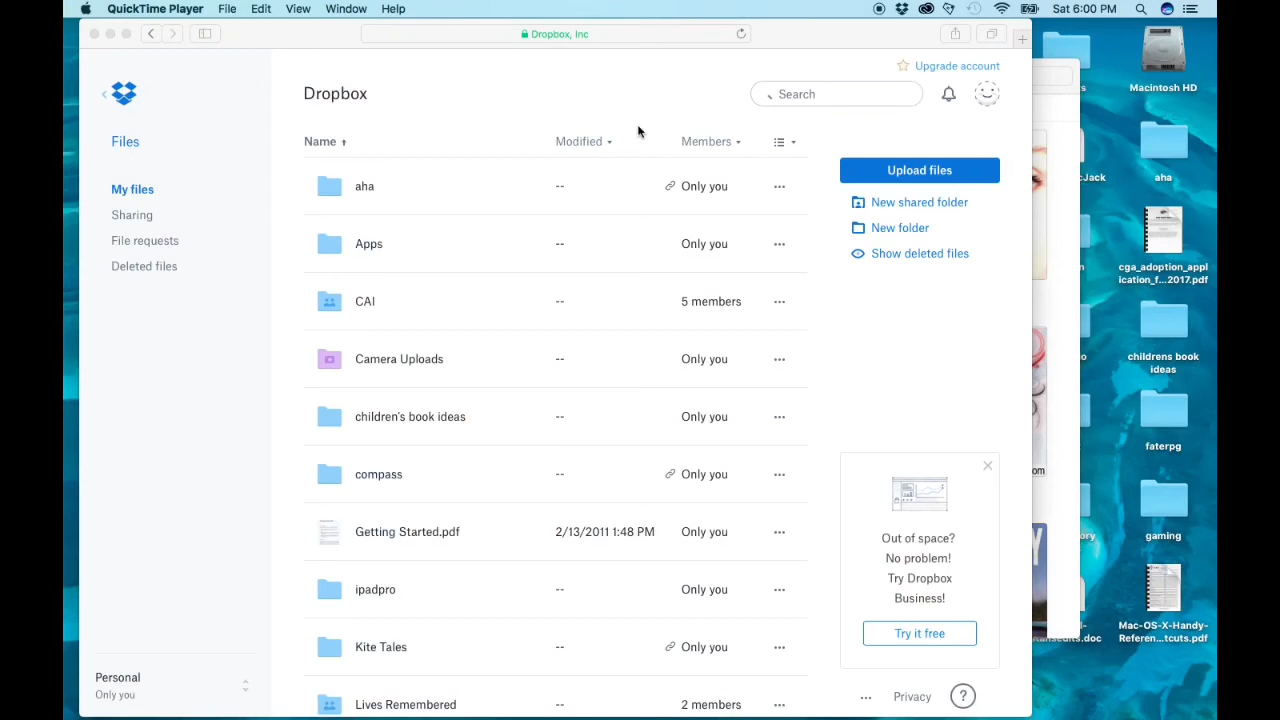 QuickTime Player File Edit View Window Help
Sat 6:00 PM
Dropbox, Inc
Upgrade account
Dropbox
Search
Files
My files
Sharing
File requests
Deleted files
Personal
Only you
Name Modified Members
aha -- Only you
Apps -- Only you
CAI -- 5 members
Camera Uploads -- Only you
children's book ideas -- Only you
compass -- Only you
Getting Started.pdf 2/13/2011 1:48 PM Only you
ipadpro -- Only you
Kite Tales -- Only you
Lives Remembered 2 members
Upload files
New shared folder
New folder
Show deleted files
Out of space?
No problem!
Try Dropbox
Business!
Try it free
Privacy
?
Macintosh HD
aha
cga_adoption_appl
ication_f...2017.pdf
childrens book
ideas
faterpg
gaming
Mac-OS-X-Handy-
Referen...tcuts.pdf